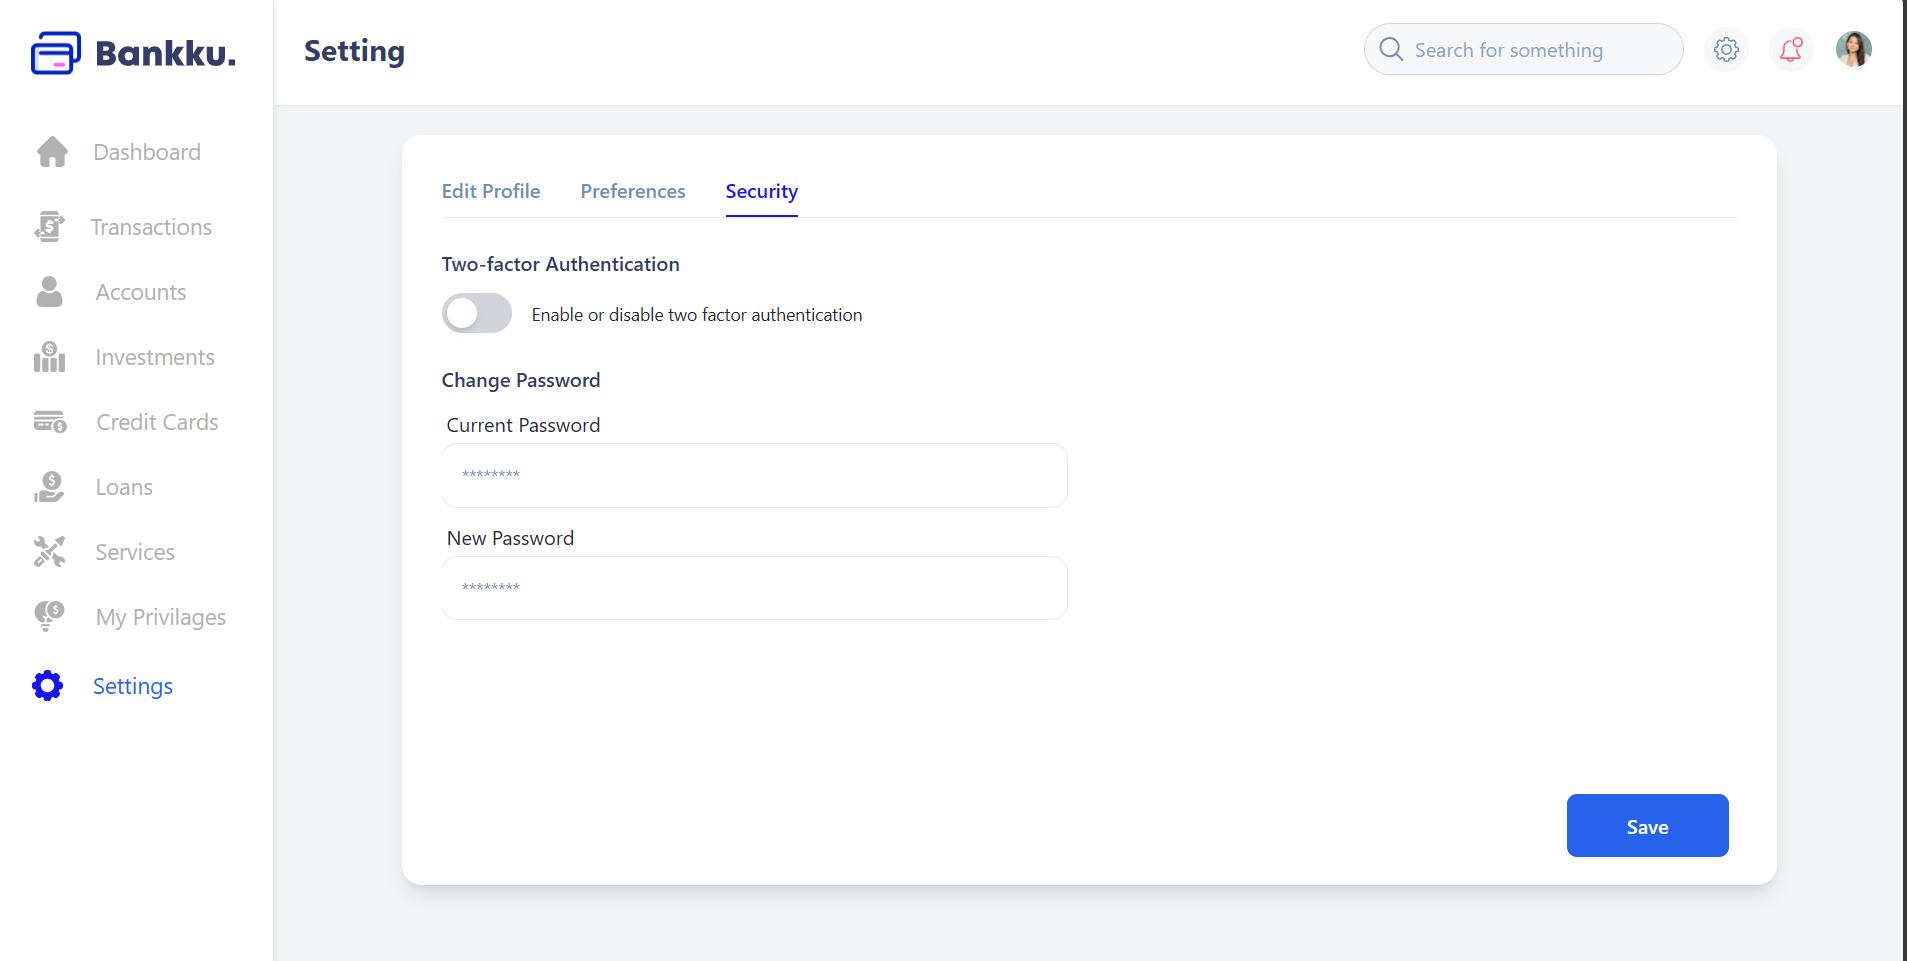 Bankku.
Setting
Search for something
Dashboard
Transactions
Accounts
Investments
Credit Cards
Loans
Services
My Privilages
Settings
Edit Profile
Preferences
Security
Two-factor Authentication
Enable or disable two factor authentication
Change Password
Current Password
********
New Password
********
Save